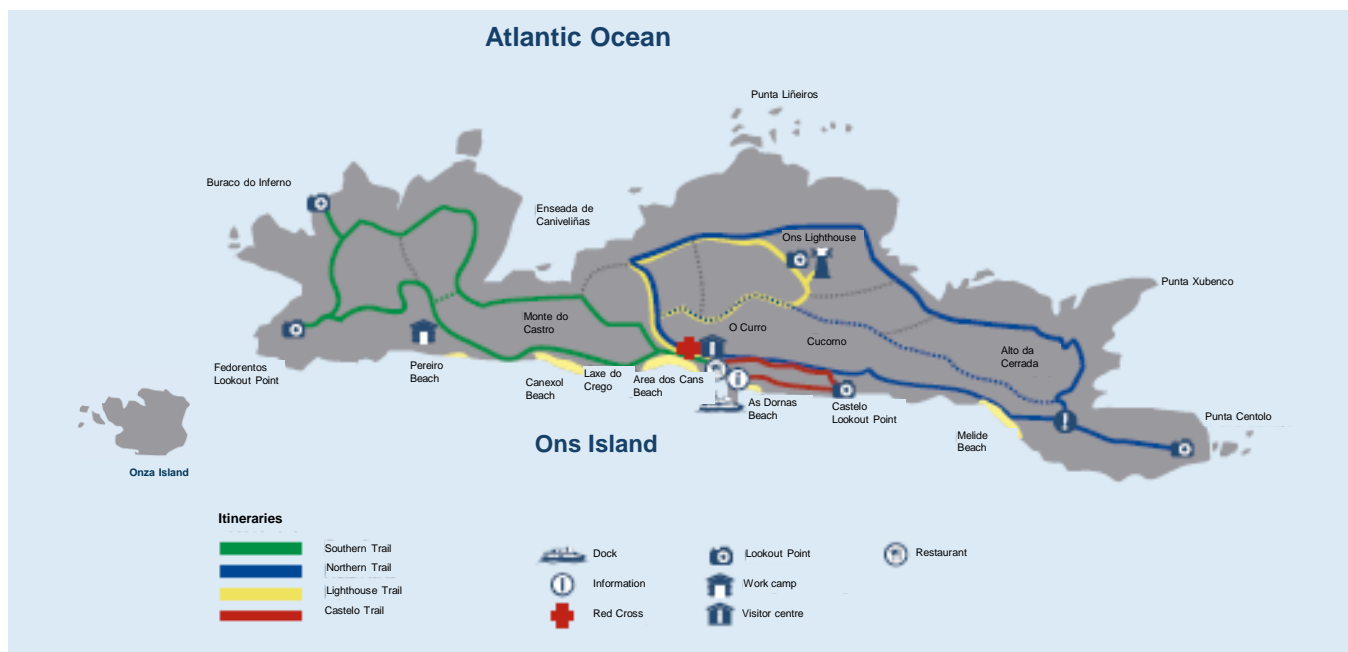 Atlantic Ocean
Punta Liñeiros
Buraco do Inferno
Enseada de
Caniveliñas
Ons Lighthouse
Punta Xubenco
Monte do
Castro
O Curro
Cucorno
Alto da
Cerrada
Fedorentos
Lookout Point
Pereiro
Beach
Canexol
Beach
Laxe do
Crego
Area dos Cans
Beach
As Dornas
Beach
Castelo
Lookout Point
Melide
Beach
Punta Centolo
Ons Island
Onza Island
Itineraries
Southern Trail
Northern Trail
Lighthouse Trail
Castelo Trail
Dock
Information
Red Cross
Lookout Point
Work camp
Visitor centre
Restaurant